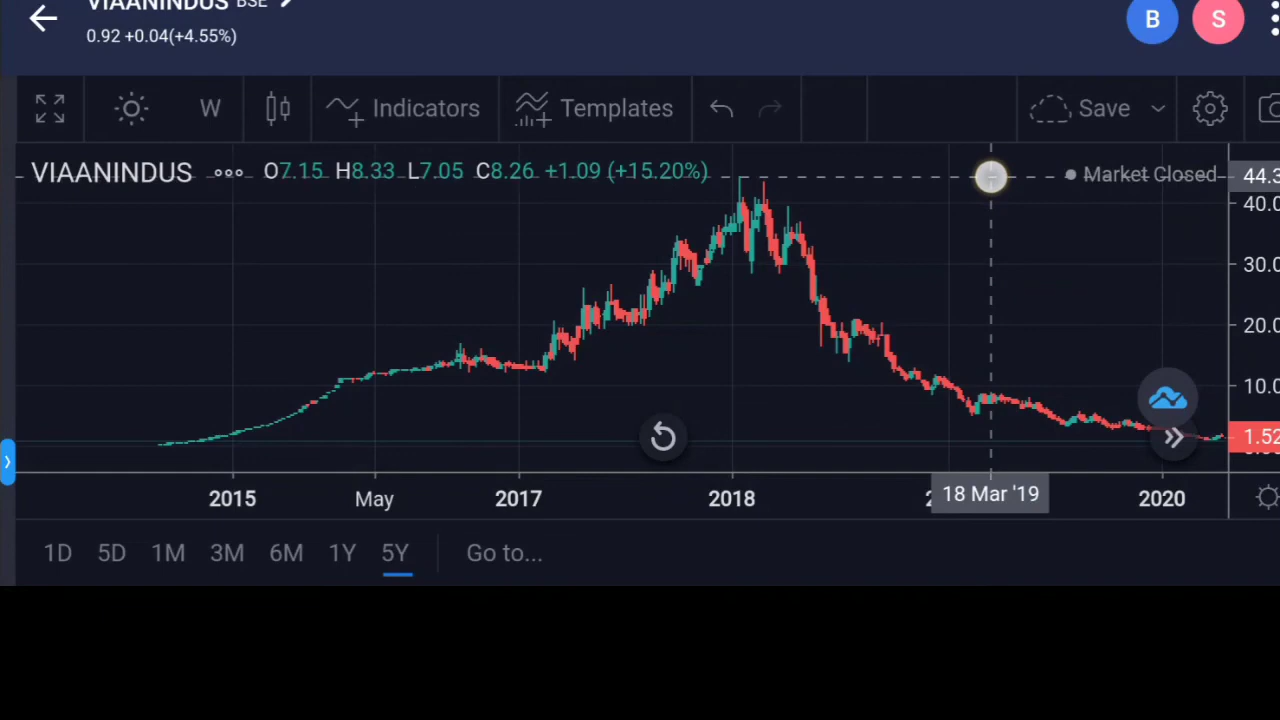 VIAANINDUS BSE
0.92 +0.04(+4.55%)
B S
W Indicators Templates Save
VIAANINDUS O7.15 H8.33 L7.05 C8.26 +1.09 (+15.20%) Market Closed
44.3
40.0
30.0
20.0
10.0
1.52
2015 May 2017 2018 18 Mar '19 2020
1D 5D 1M 3M 6M 1Y 5Y Go to...